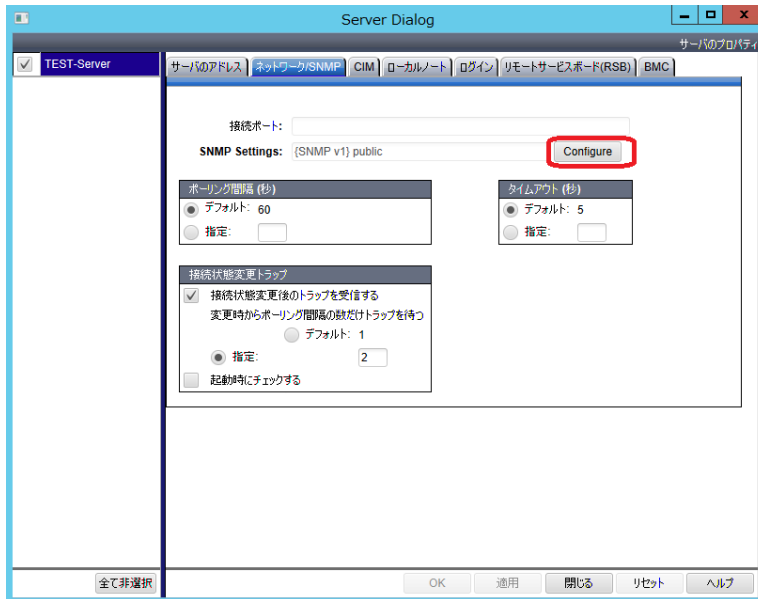 Server Dialog
サーバのプロパティ
TEST-Server
サーバのアドレス ネットワーク/SNMP CIM ローカルノート ログイン リモートサービスボード(RSB) BMC
接続ポート:
SNMP Settings: {SNMP v1} public Configure
ポーリング間隔 (秒)
デフォルト: 60
指定:
タイムアウト (秒)
デフォルト: 5
指定:
接続状態変更トラップ
接続状態変更後のトラップを受信する
変更時からポーリング間隔の数だけトラップを待つ
デフォルト: 1
指定: 2
起動時にチェックする
全て非選択 OK 適用 閉じる リセット ヘルプ